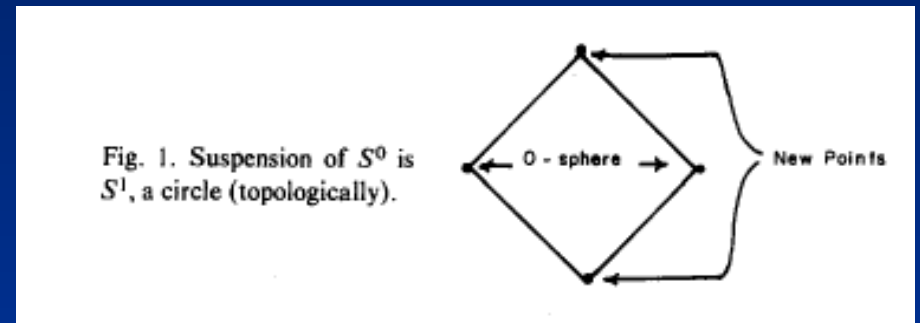 Fig. 1. Suspension of S⁰ is
S¹, a circle (topologically).
0 - sphere
New Points